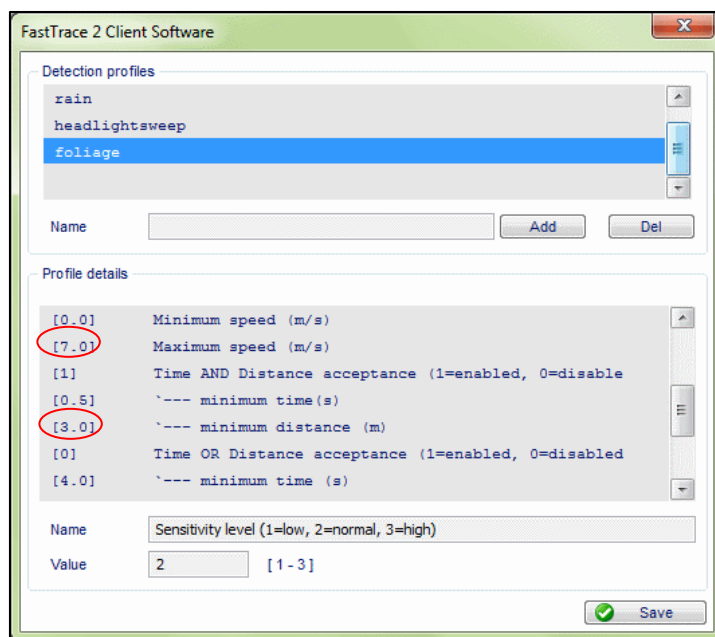 FastTrace 2 Client Software
Detection profiles
rain
headlightsweep
foliage
Name
Add
Del
Profile details
[0.0] Minimum speed (m/s)
[7.0] Maximum speed (m/s)
[1] Time AND Distance acceptance (1=enabled, 0=disable
[0.5] `--- minimum time(s)
[3.0] `--- minimum distance (m)
[0] Time OR Distance acceptance (1=enabled, 0=disabled
[4.0] `--- minimum time (s)
Name Sensitivity level (1=low, 2=normal, 3=high)
Value 2 [1-3]
Save